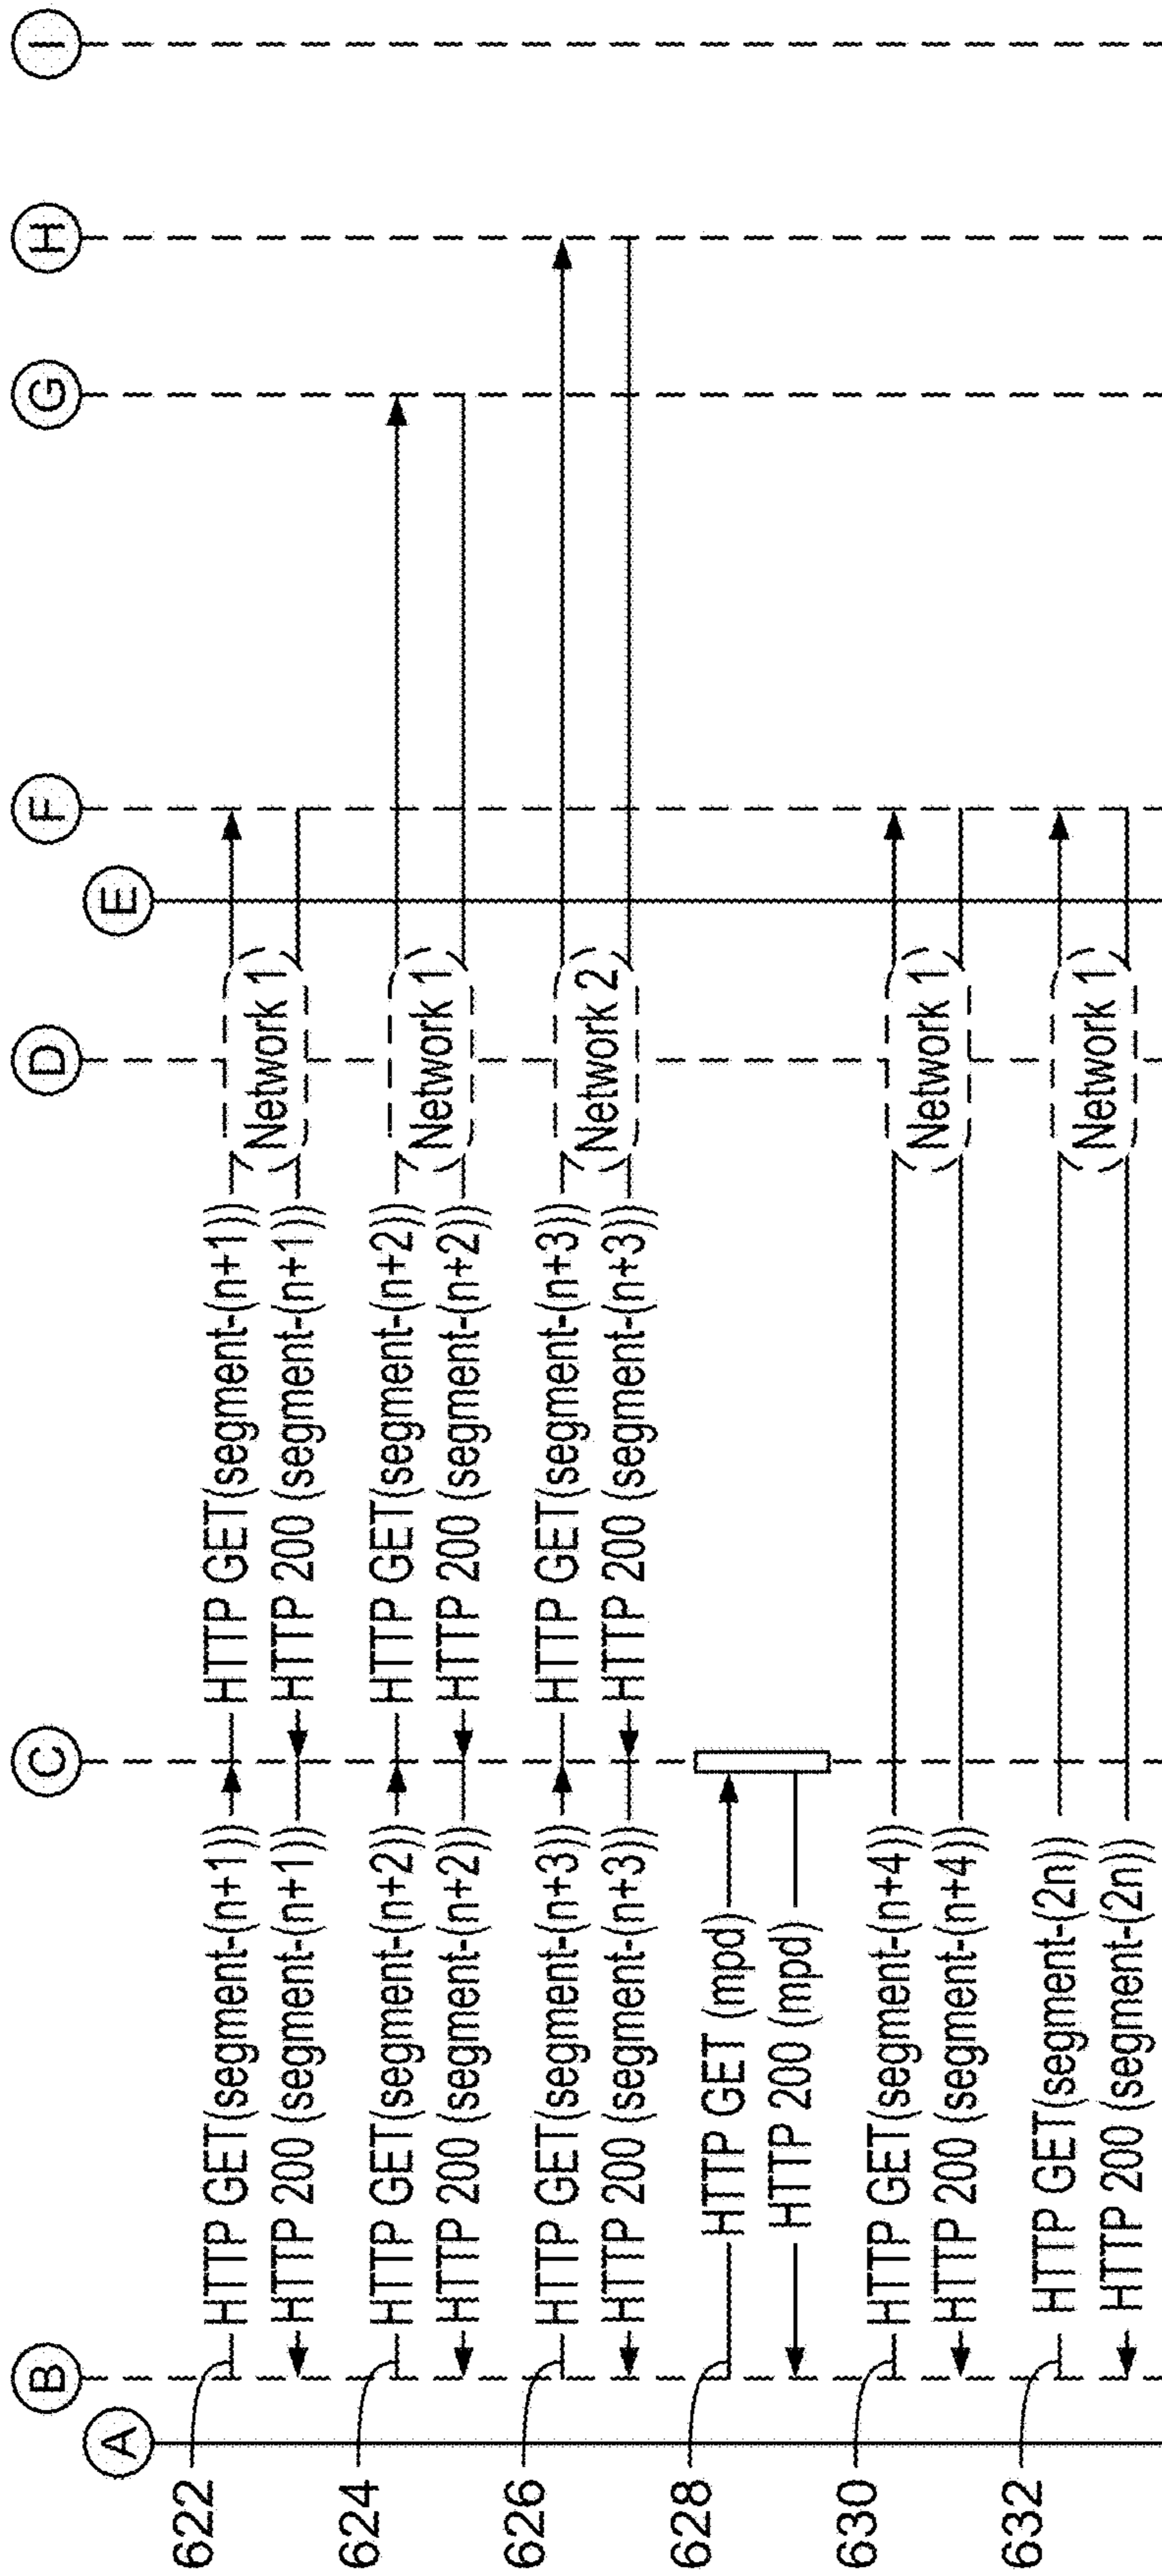 A
B
C
D
E
F
G
H
I
622
HTTP GET(segment-(n+1)))
HTTP GET(segment-(n+1)))
HTTP 200 (segment-(n+1)))
HTTP 200 (segment-(n+1)))
Network 1
624
HTTP GET(segment-(n+2)))
HTTP GET(segment-(n+2)))
HTTP 200 (segment-(n+2)))
HTTP 200 (segment-(n+2)))
Network 1
626
HTTP GET(segment-(n+3)))
HTTP GET(segment-(n+3)))
HTTP 200 (segment-(n+3)))
HTTP 200 (segment-(n+3)))
Network 2
628
HTTP GET (mpd)
HTTP 200 (mpd)
630
HTTP GET(segment-(n+4)))
HTTP 200 (segment-(n+4)))
Network 1
632
HTTP GET(segment-(2n))
HTTP 200 (segment-(2n))
Network 1